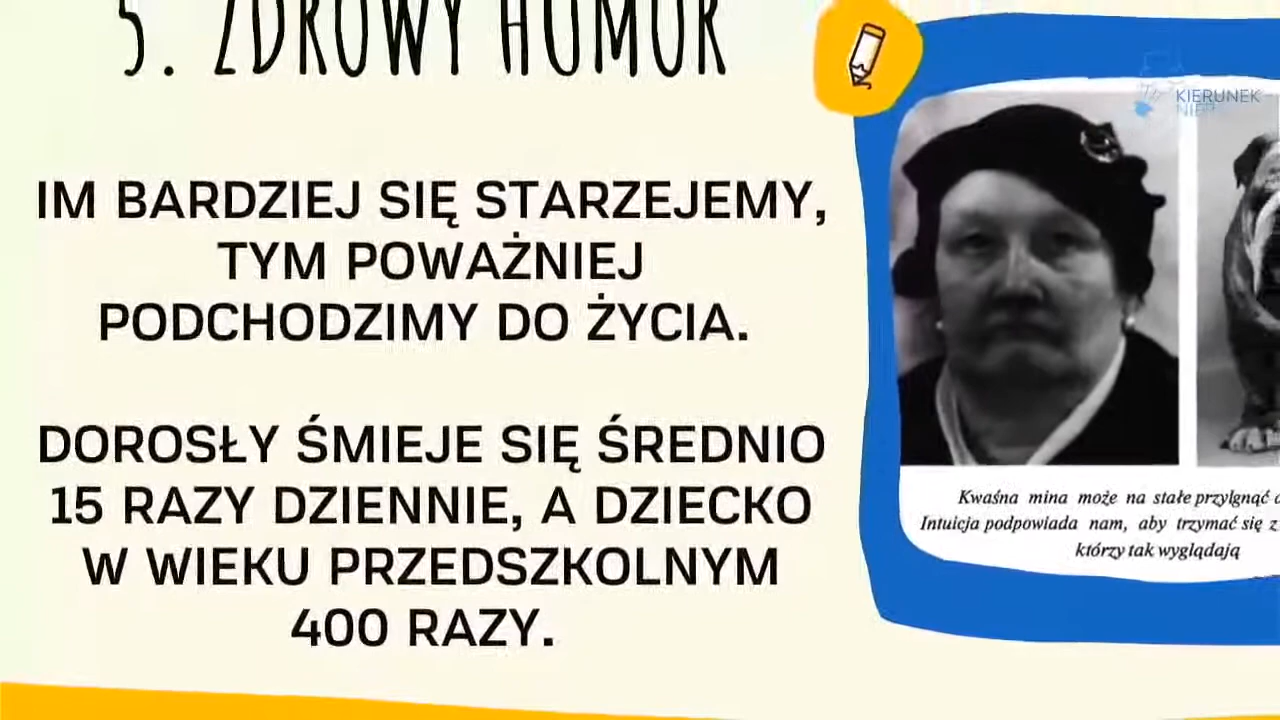 5. ZDROWY HUMOR
IM BARDZIEJ SIĘ STARZEJEMY,
TYM POWAŻNIEJ
PODCHODZIMY DO ŻYCIA.
DOROSŁY ŚMIEJE SIĘ ŚREDNIO
15 RAZY DZIENNIE, A DZIECKO
W WIEKU PRZEDSZKOLNYM
400 RAZY.
KIERUNEK
Kwaśna mina może na stałe przylgnąć
Intuicja podpowiada nam, aby trzymać się z
którzy tak wyglądają